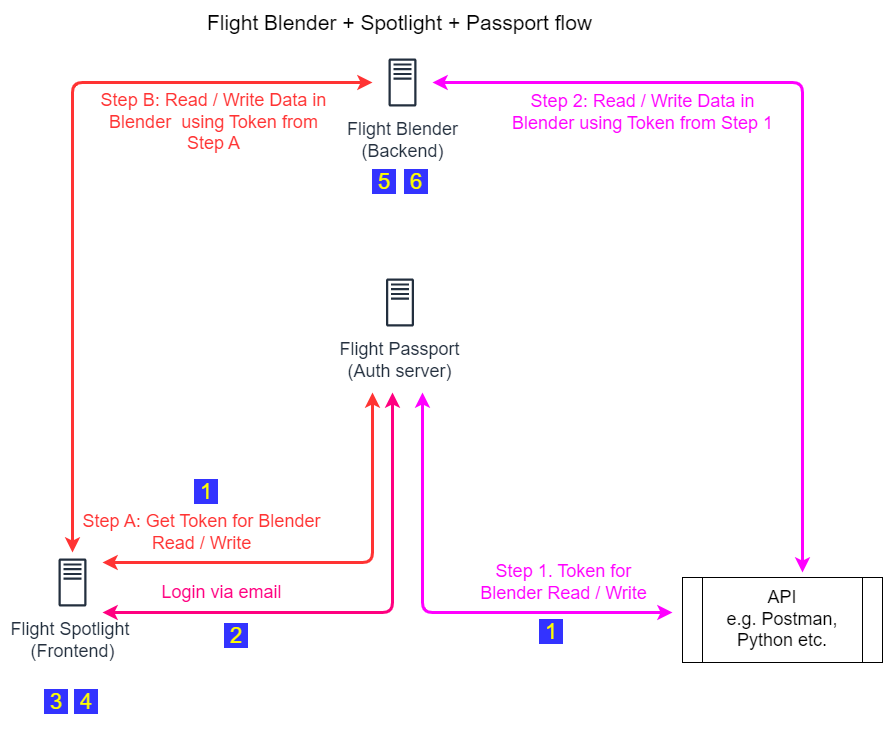 Flight Blender + Spotlight + Passport flow
Step B: Read / Write Data in
Blender  using Token from
Step A
Flight Blender
(Backend)
5 6
Step 2: Read / Write Data in
Blender using Token from Step 1
Flight Passport
(Auth server)
1
Step A: Get Token for Blender
Read / Write
Login via email
2
Flight Spotlight
(Frontend)
3 4
Step 1. Token for
Blender Read / Write
1
API
e.g. Postman,
Python etc.